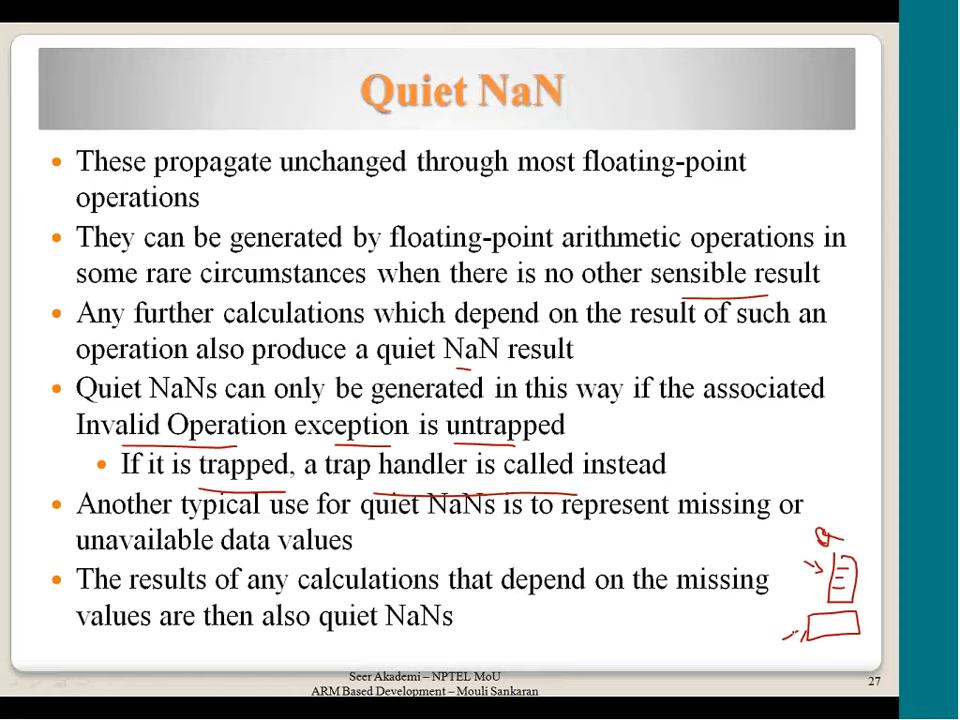 Quiet NaN
These propagate unchanged through most floating-point
operations
They can be generated by floating-point arithmetic operations in
some rare circumstances when there is no other sensible result
Any further calculations which depend on the result of such an
operation also produce a quiet NaN result
Quiet NaNs can only be generated in this way if the associated
Invalid Operation exception is untrapped
If it is trapped, a trap handler is called instead
Another typical use for quiet NaNs is to represent missing or
unavailable data values
The results of any calculations that depend on the missing
values are then also quiet NaNs
Seer Akademi – NPTEL MoU
ARM Based Development – Mouli Sankaran
27